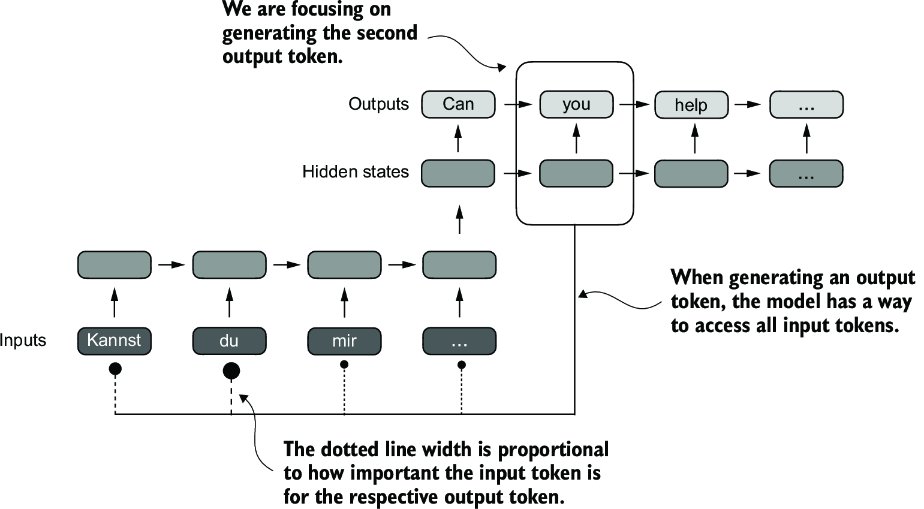 We are focusing on
generating the second
output token.
Outputs
Can
you
help
...
Hidden states
...
When generating an output
token, the model has a way
to access all input tokens.
Inputs
Kannst
du
mir
...
The dotted line width is proportional
to how important the input token is
for the respective output token.